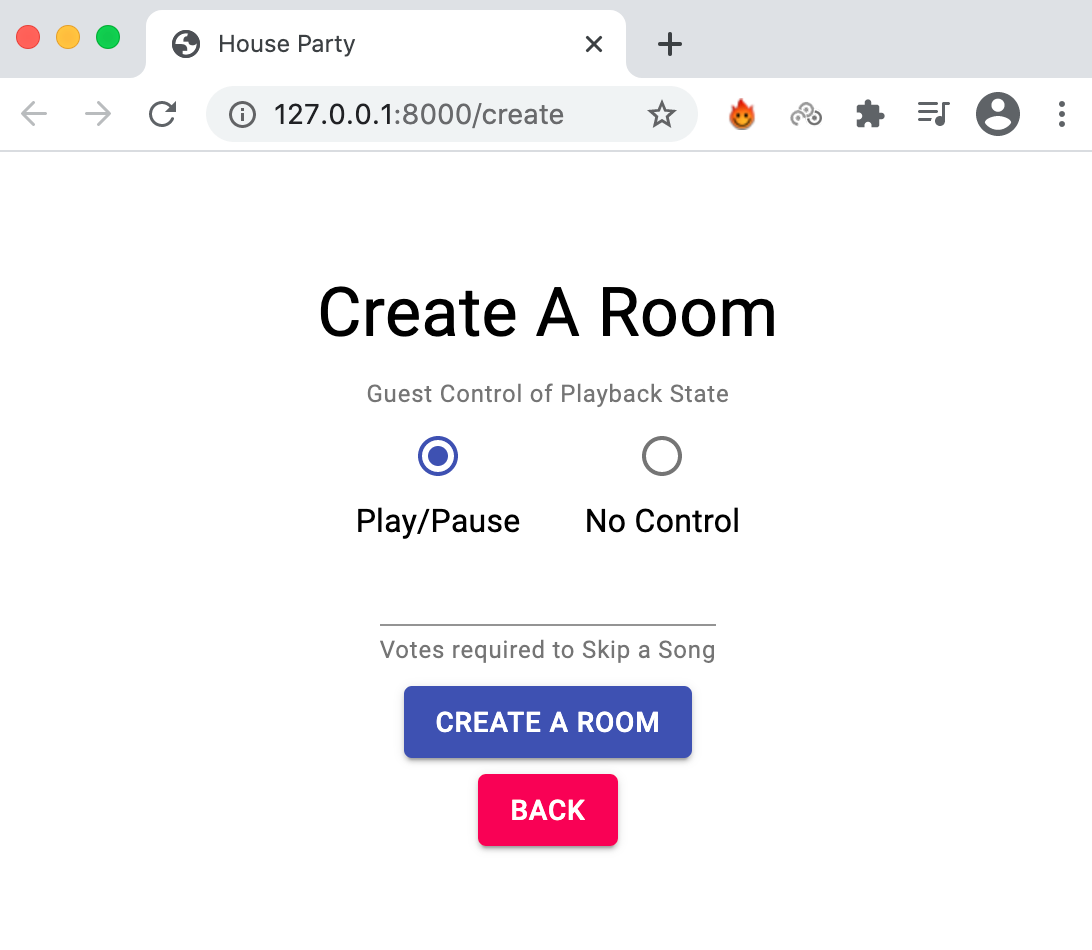 House Party
127.0.0.1:8000/create
Create A Room
Guest Control of Playback State
Play/Pause No Control
Votes required to Skip a Song
CREATE A ROOM
BACK